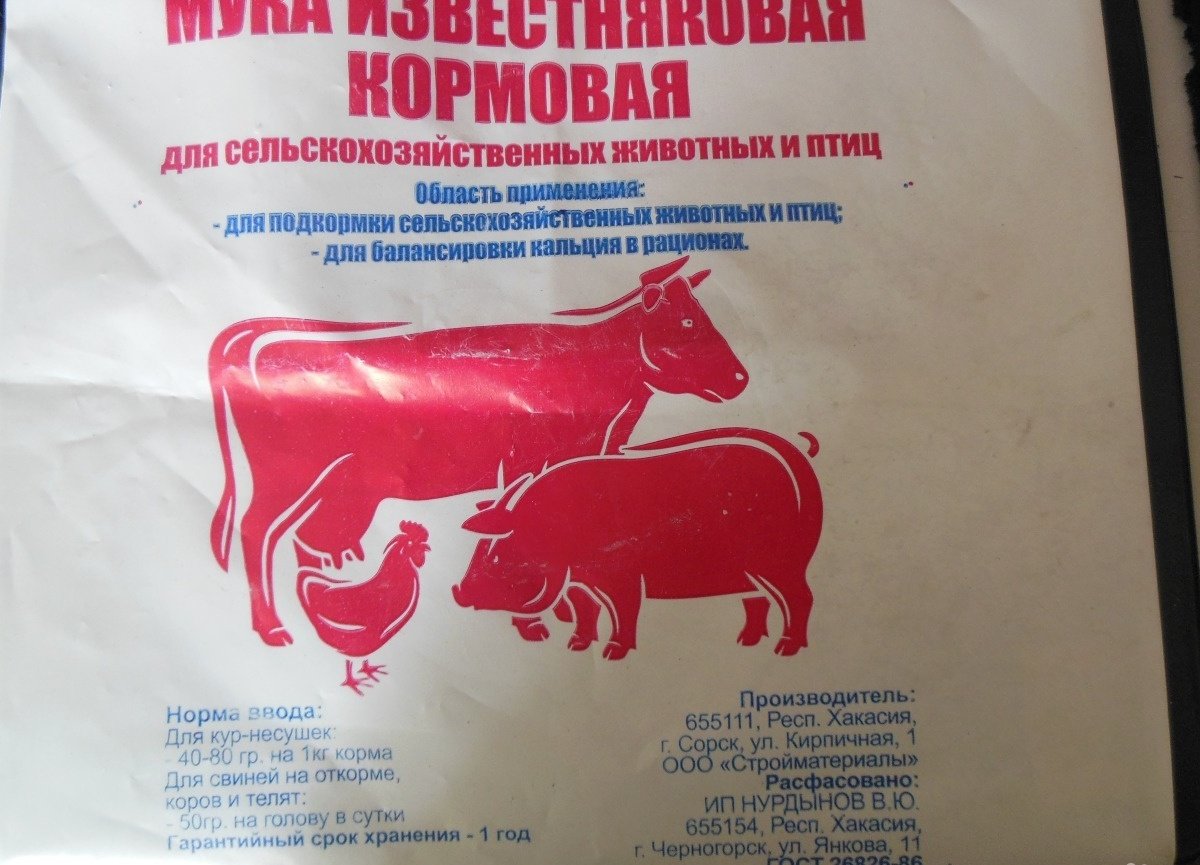 МУКА ИЗВЕСТНЯКОВАЯ
КОРМОВАЯ
для сельскохозяйственных животных и птиц
Область применения:
- для подкормки сельскохозяйственных животных и птиц;
- для балансировки кальция в рационах.
Норма ввода:
Для кур-несушек:
- 40-80 гр. на 1кг корма
Для свиней на откорме,
коров и телят:
- 50гр. на голову в сутки
Гарантийный срок хранения - 1 год
Производитель:
655111, Респ. Хакасия,
г. Сорск, ул. Кирпичная, 1
ООО «Стройматериалы»
Расфасовано:
ИП НУРДЫНОВ В.Ю.
655154, Респ. Хакасия,
г. Черногорск, ул. Янкова, 11
ГОСТ 26826-86